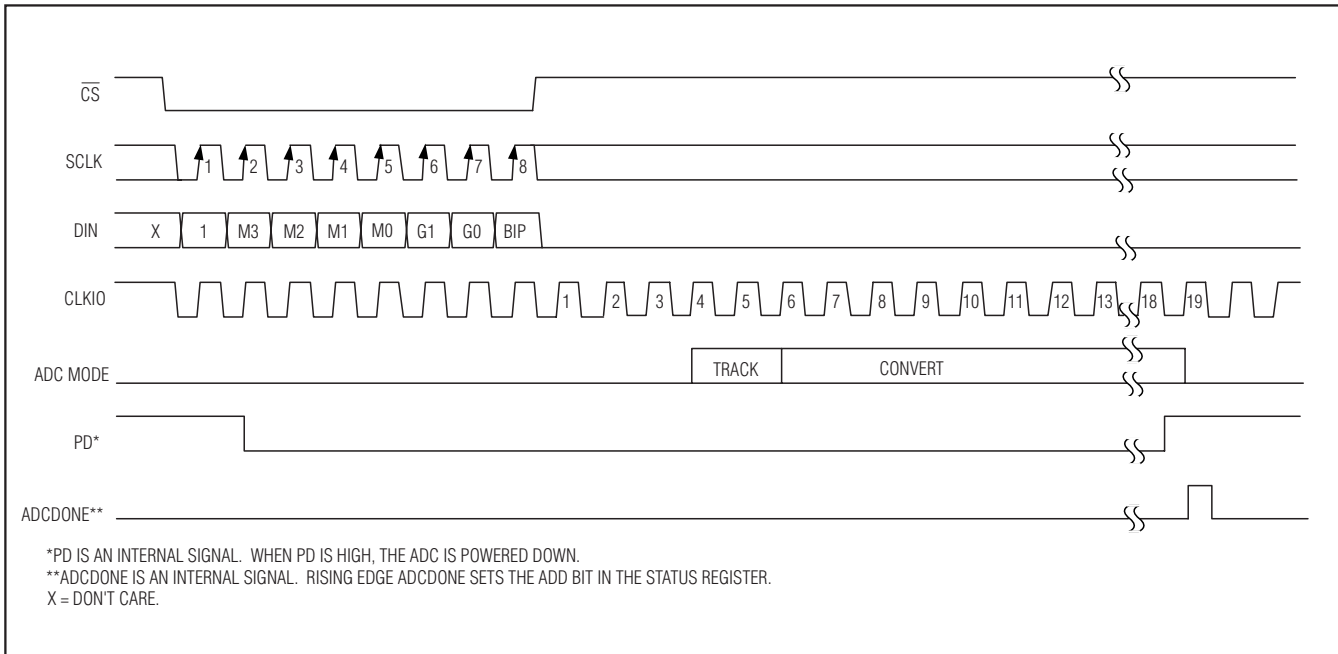 CS
SCLK
1 2 3 4 5 6 7 8
DIN
X 1 M3 M2 M1 M0 G1 G0 BIP
CLKIO
1 2 3 4 5 6 7 8 9 10 11 12 13 18 19
ADC MODE
TRACK CONVERT
PD*
ADCDONE**
*PD IS AN INTERNAL SIGNAL. WHEN PD IS HIGH, THE ADC IS POWERED DOWN.
**ADCDONE IS AN INTERNAL SIGNAL. RISING EDGE ADCDONE SETS THE ADD BIT IN THE STATUS REGISTER.
X = DON'T CARE.